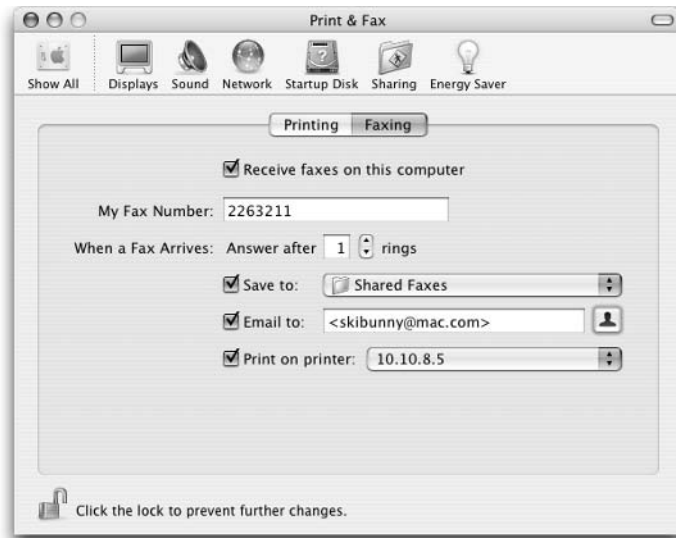 Print & Fax
Show All Displays Sound Network Startup Disk Sharing Energy Saver
Printing Faxing
Receive faxes on this computer
My Fax Number: 2263211
When a Fax Arrives: Answer after 1 rings
Save to: Shared Faxes
Email to: <skibunny@mac.com>
Print on printer: 10.10.8.5
Click the lock to prevent further changes.